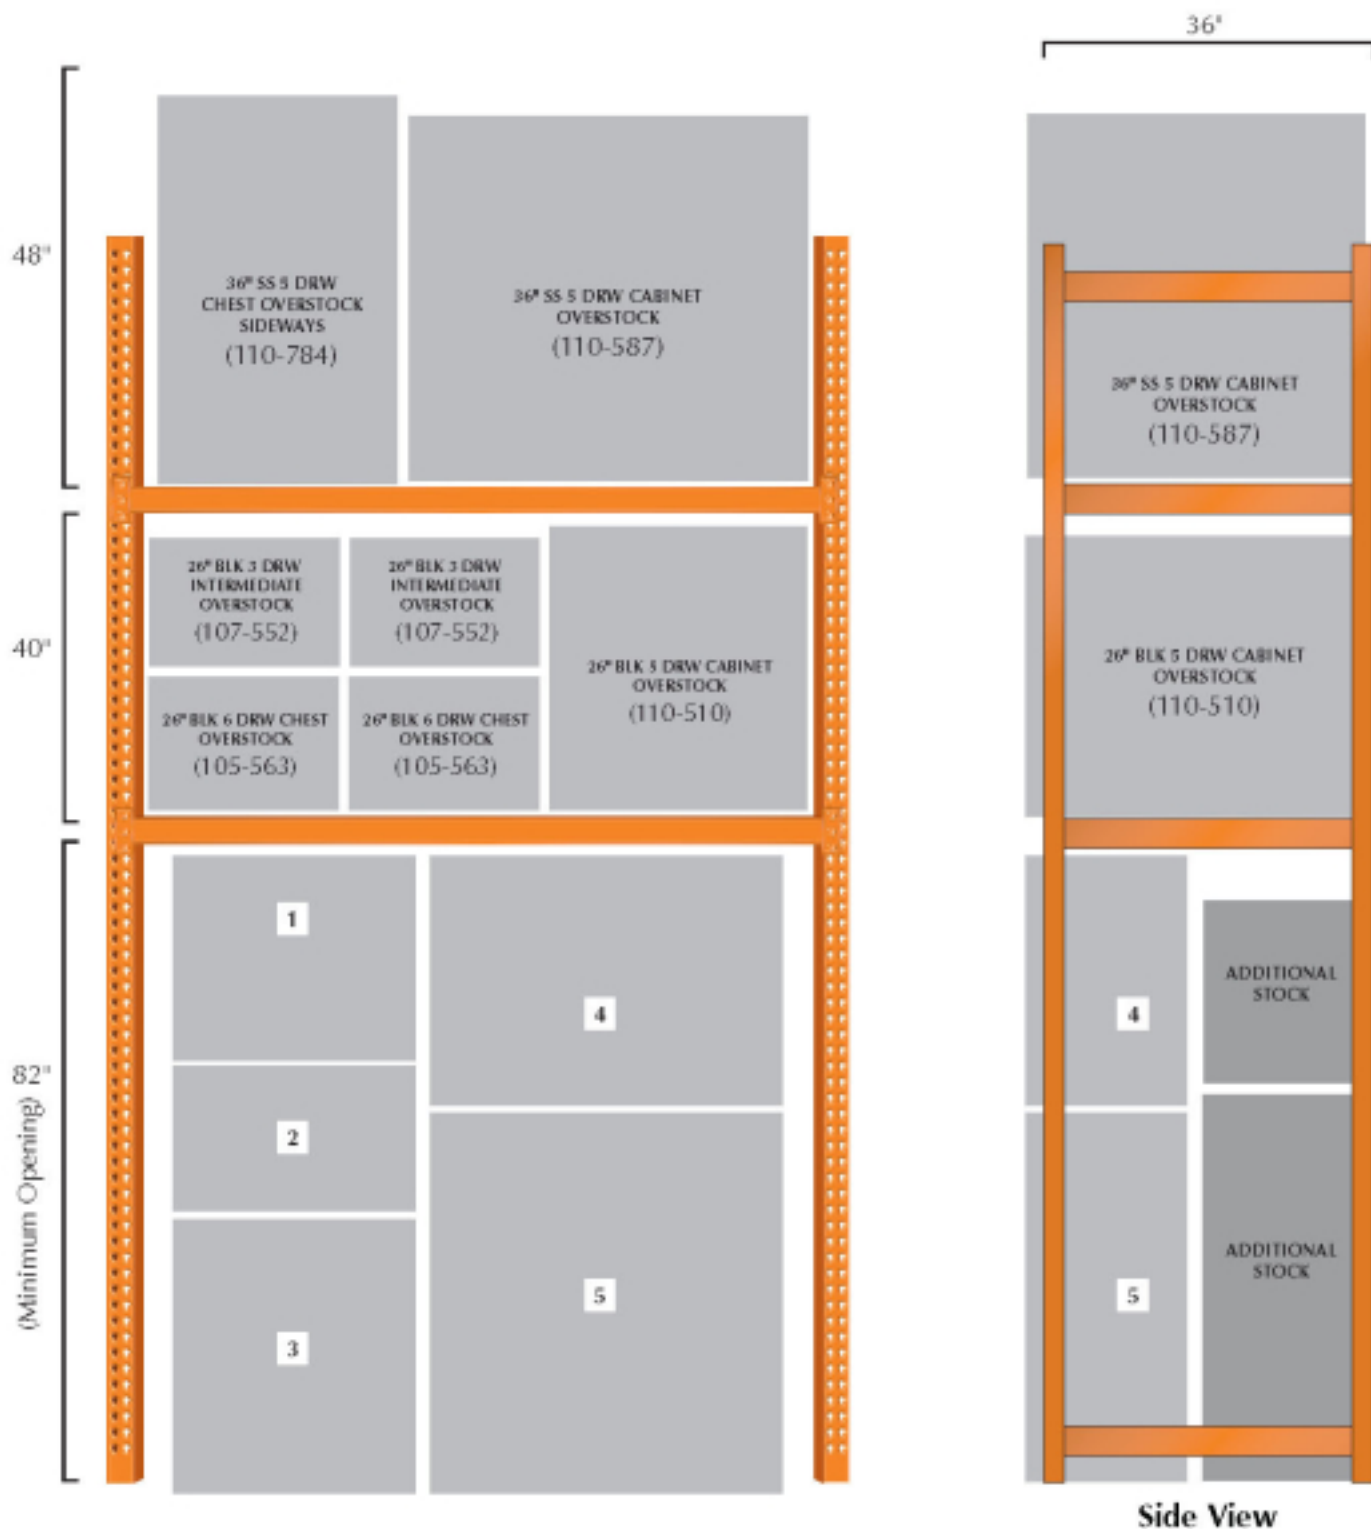 36"
48"
36" SS 5 DRW
CHEST OVERSTOCK
SIDEWAYS
(110-784)
36" SS 5 DRW CABINET
OVERSTOCK
(110-587)
36" SS 5 DRW CABINET
OVERSTOCK
(110-587)
40"
26" BLK 3 DRW
INTERMEDIATE
OVERSTOCK
(107-552)
26" BLK 3 DRW
INTERMEDIATE
OVERSTOCK
(107-552)
26" BLK 6 DRW CHEST
OVERSTOCK
(105-563)
26" BLK 6 DRW CHEST
OVERSTOCK
(105-563)
26" BLK 5 DRW CABINET
OVERSTOCK
(110-510)
26" BLK 5 DRW CABINET
OVERSTOCK
(110-510)
82"
(Minimum Opening)
1
2
3
4
5
4
5
ADDITIONAL
STOCK
ADDITIONAL
STOCK
Side View